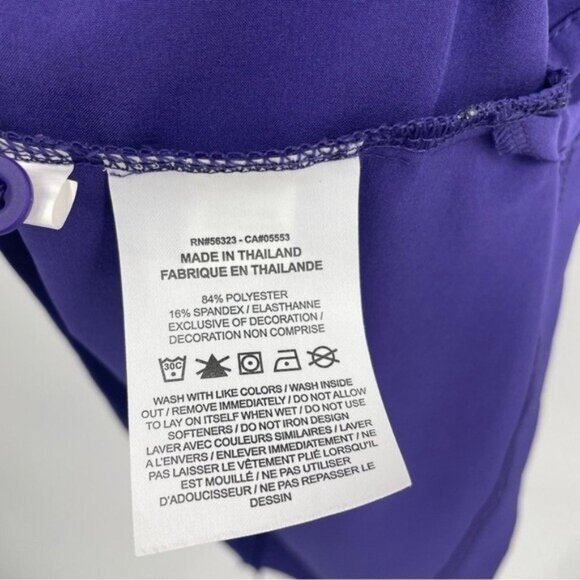 RN#56323 - CA#05553
MADE IN THAILAND
FABRIQUE EN THAILANDE
84% POLYESTER
16% SPANDEX / ELASTHANNE
EXCLUSIVE OF DECORATION /
DECORATION NON COMPRISE
30C
WASH WITH LIKE COLORS / WASH INSIDE
OUT / REMOVE IMMEDIATELY / DO NOT ALLOW
TO LAY ON ITSELF WHEN WET / DO NOT USE
SOFTENERS / DO NOT IRON DESIGN
LAVER AVEC COULEURS SIMILAIRES / LAVER
A L'ENVERS / ENLEVER IMMEDIATEMENT / NE
PAS LAISSER LE VÊTEMENT PLIÉ LORSQU'IL
EST MOUILLÉ / NE PAS UTILISER
D'ADOUCISSEUR / NE PAS REPASSER LE
DESSIN